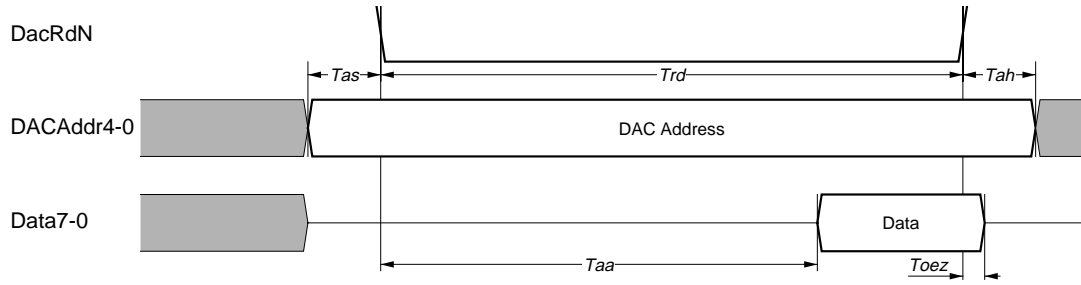 DacRdN
Tas Trd Tah
DACAddr4-0 DAC Address
Data7-0 Data
Taa Toez